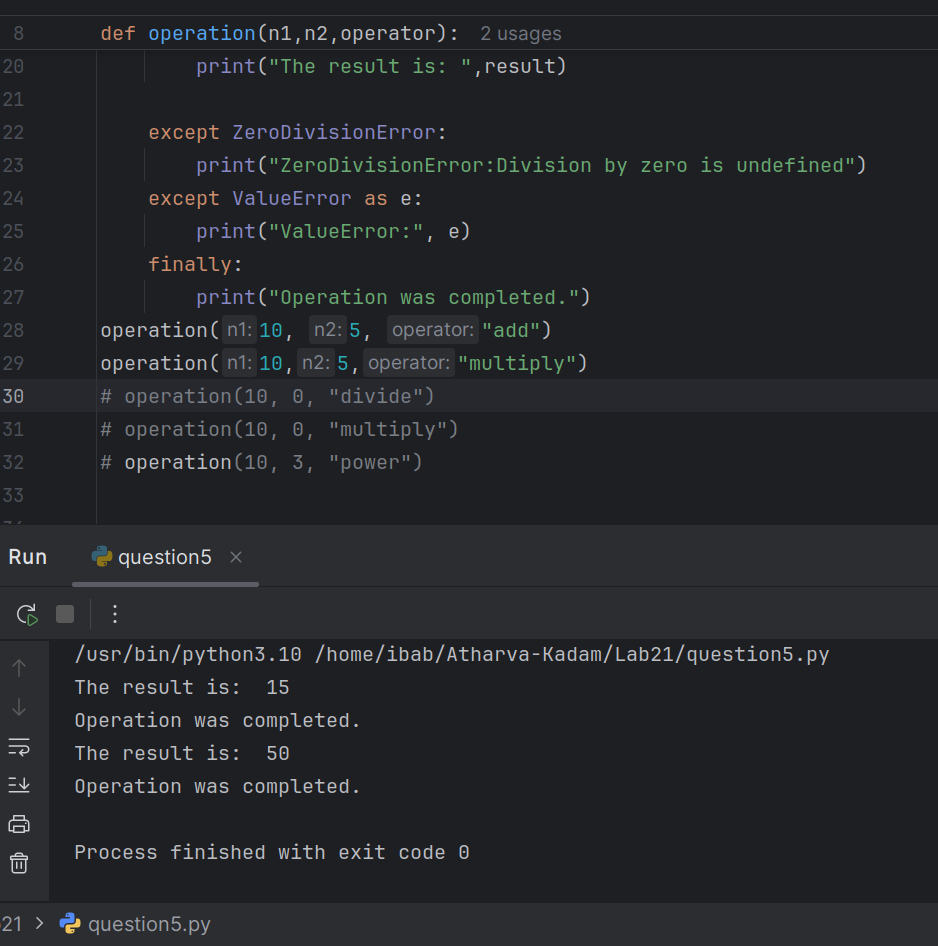 8 def operation(n1,n2,operator): 2 usages
20 print("The result is: ",result)
21
22 except ZeroDivisionError:
23 print("ZeroDivisionError:Division by zero is undefined")
24 except ValueError as e:
25 print("ValueError:", e)
26 finally:
27 print("Operation was completed.")
28 operation(n1: 10, n2: 5, operator: "add")
29 operation(n1: 10, n2: 5, operator: "multiply")
30 # operation(10, 0, "divide")
31 # operation(10, 0, "multiply")
32 # operation(10, 3, "power")
33
Run question5
/usr/bin/python3.10 /home/ibab/Atharva-Kadam/Lab21/question5.py
The result is:  15
Operation was completed.
The result is:  50
Operation was completed.
Process finished with exit code 0
21 > question5.py